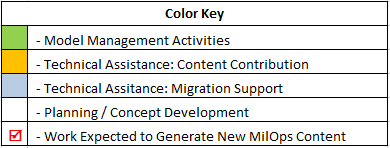 Color Key
- Model Management Activities
- Technical Assistance: Content Contribution
- Technical Assitance: Migration Support
- Planning / Concept Development
- Work Expected to Generate New MilOps Content